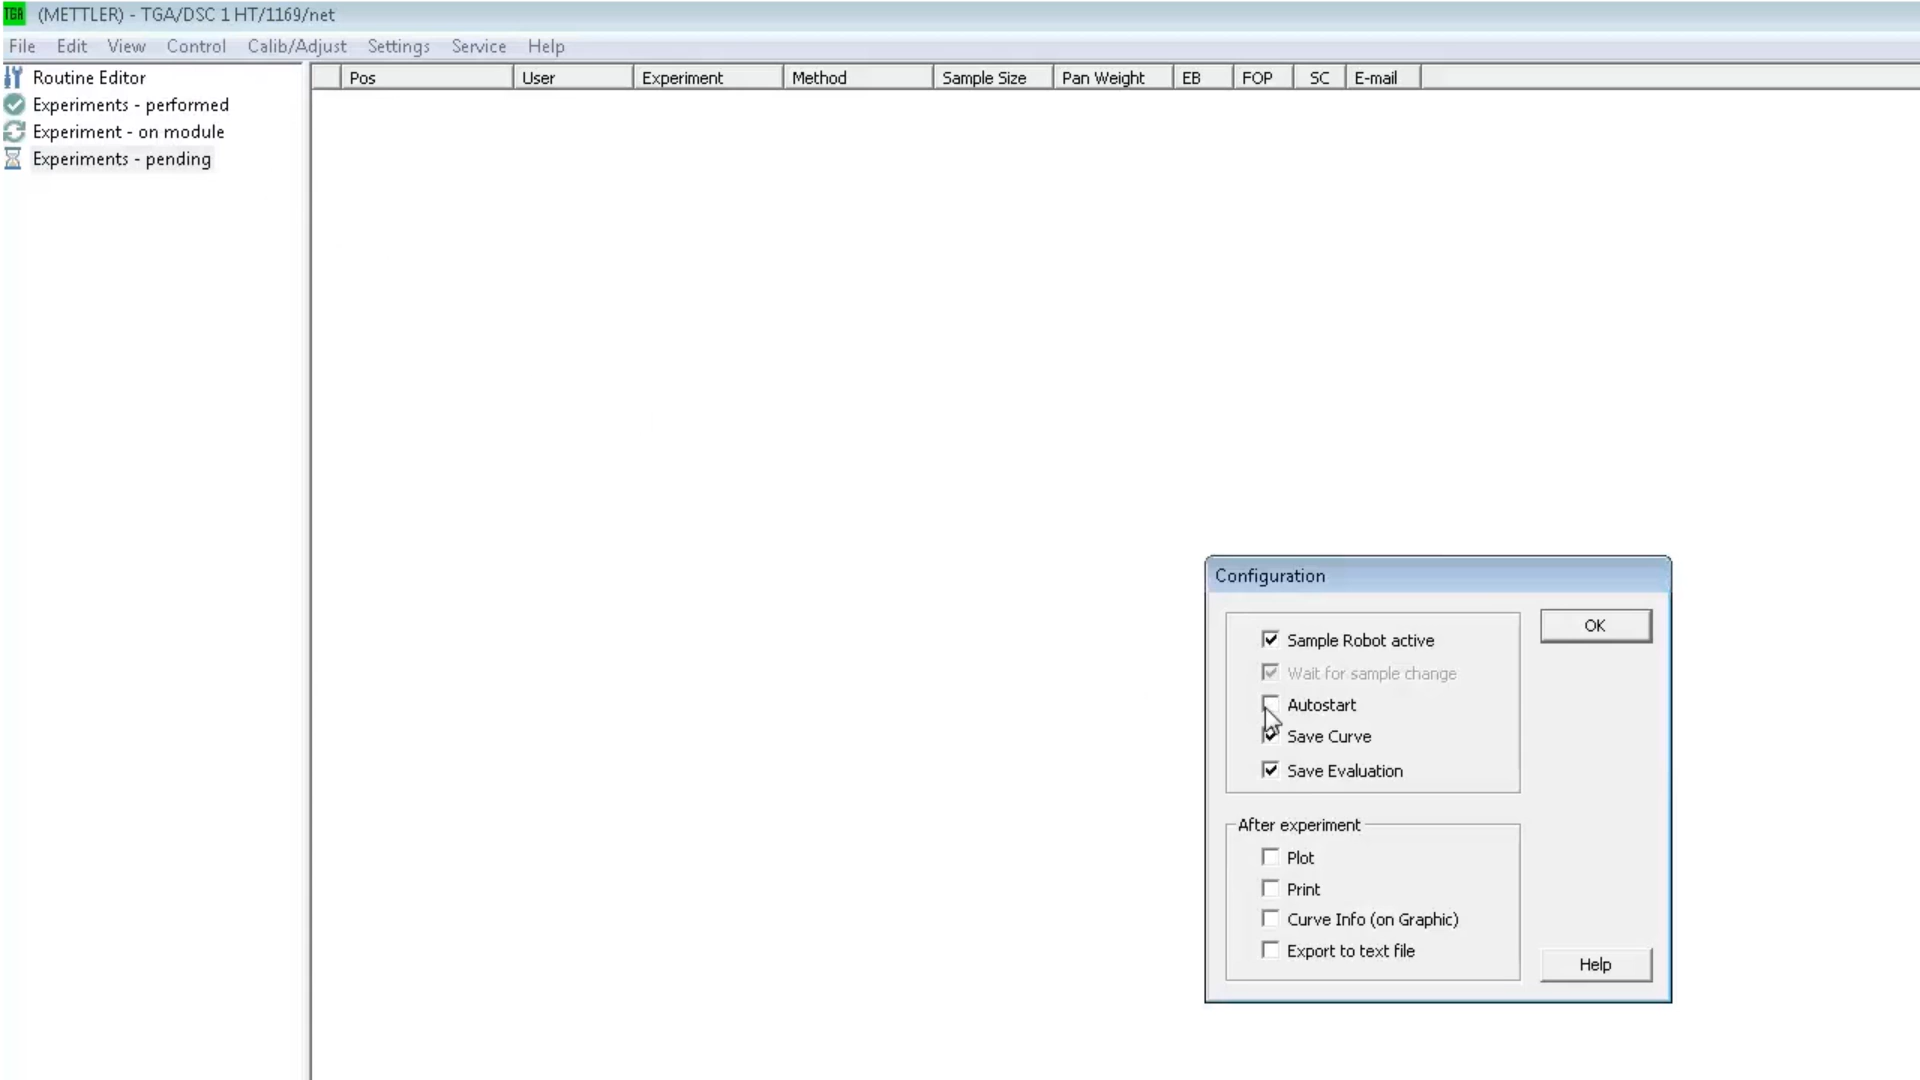 TGA (METTLER) - TGA/DSC 1 HT/1169/net
File Edit View Control Calib/Adjust Settings Service Help
Routine Editor
Experiments - performed
Experiment - on module
Experiments - pending
Pos User Experiment Method Sample Size Pan Weight EB FOP SC E-mail
Configuration
Sample Robot active
Wait for sample change
Autostart
Save Curve
Save Evaluation
OK
After experiment
Plot
Print
Curve Info (on Graphic)
Export to text file
Help